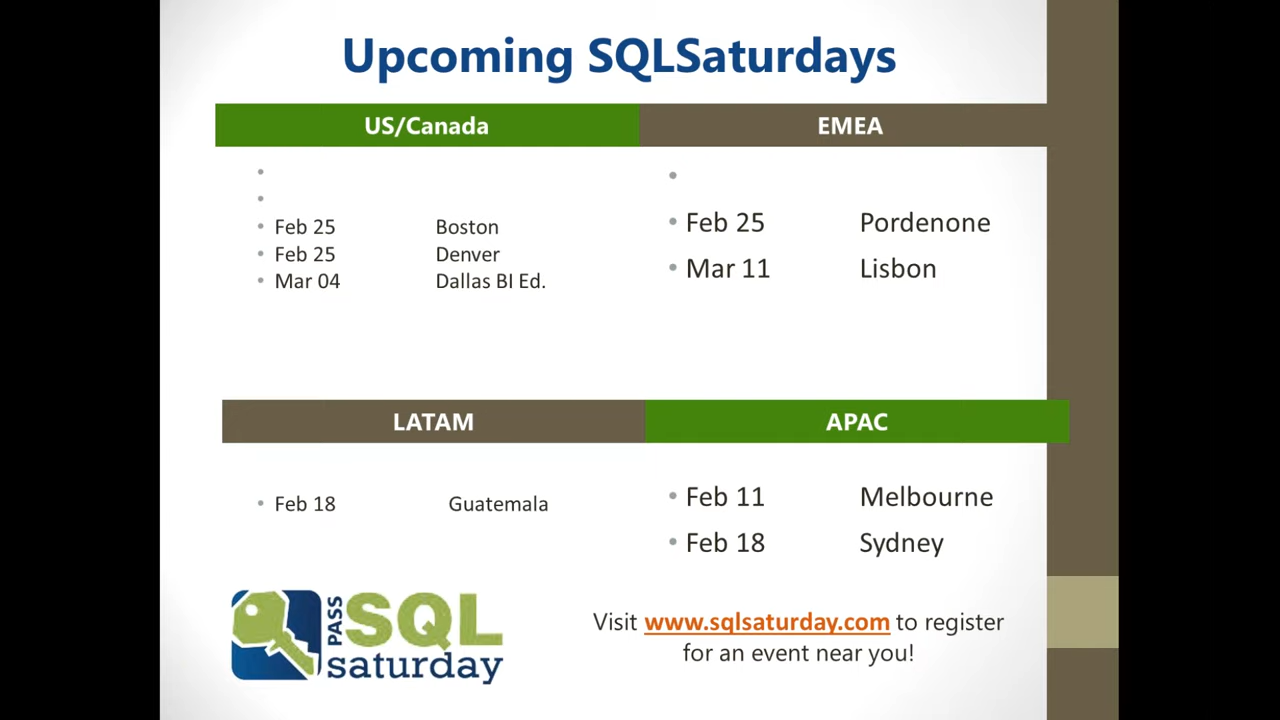 Upcoming SQLSaturdays
US/Canada
• 
• 
• Feb 25 Boston
• Feb 25 Denver
• Mar 04 Dallas BI Ed.
EMEA
• 
• Feb 25 Pordenone
• Mar 11 Lisbon
LATAM
• Feb 18 Guatemala
APAC
• Feb 11 Melbourne
• Feb 18 Sydney
PASS
SQL
saturday
Visit www.sqlsaturday.com to register
for an event near you!